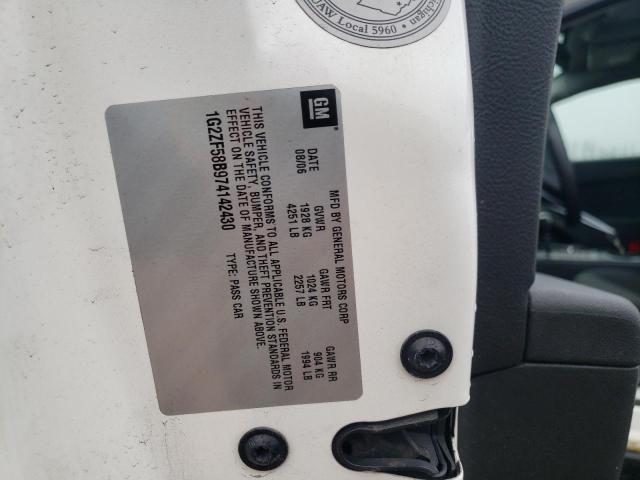 Michigan
UAW Local 5960
GM
MFD BY GENERAL MOTORS CORP
DATE GVWR GAWR FRT GAWR RR
08/06 1928 KG 1024 KG 904 KG
4251 LB 2257 LB 1994 LB
THIS VEHICLE CONFORMS TO ALL APPLICABLE U.S. FEDERAL MOTOR
VEHICLE SAFETY, BUMPER, AND THEFT PREVENTION STANDARDS IN
EFFECT ON THE DATE OF MANUFACTURE SHOWN ABOVE.
1G2ZF58B974142430 TYPE: PASS CAR